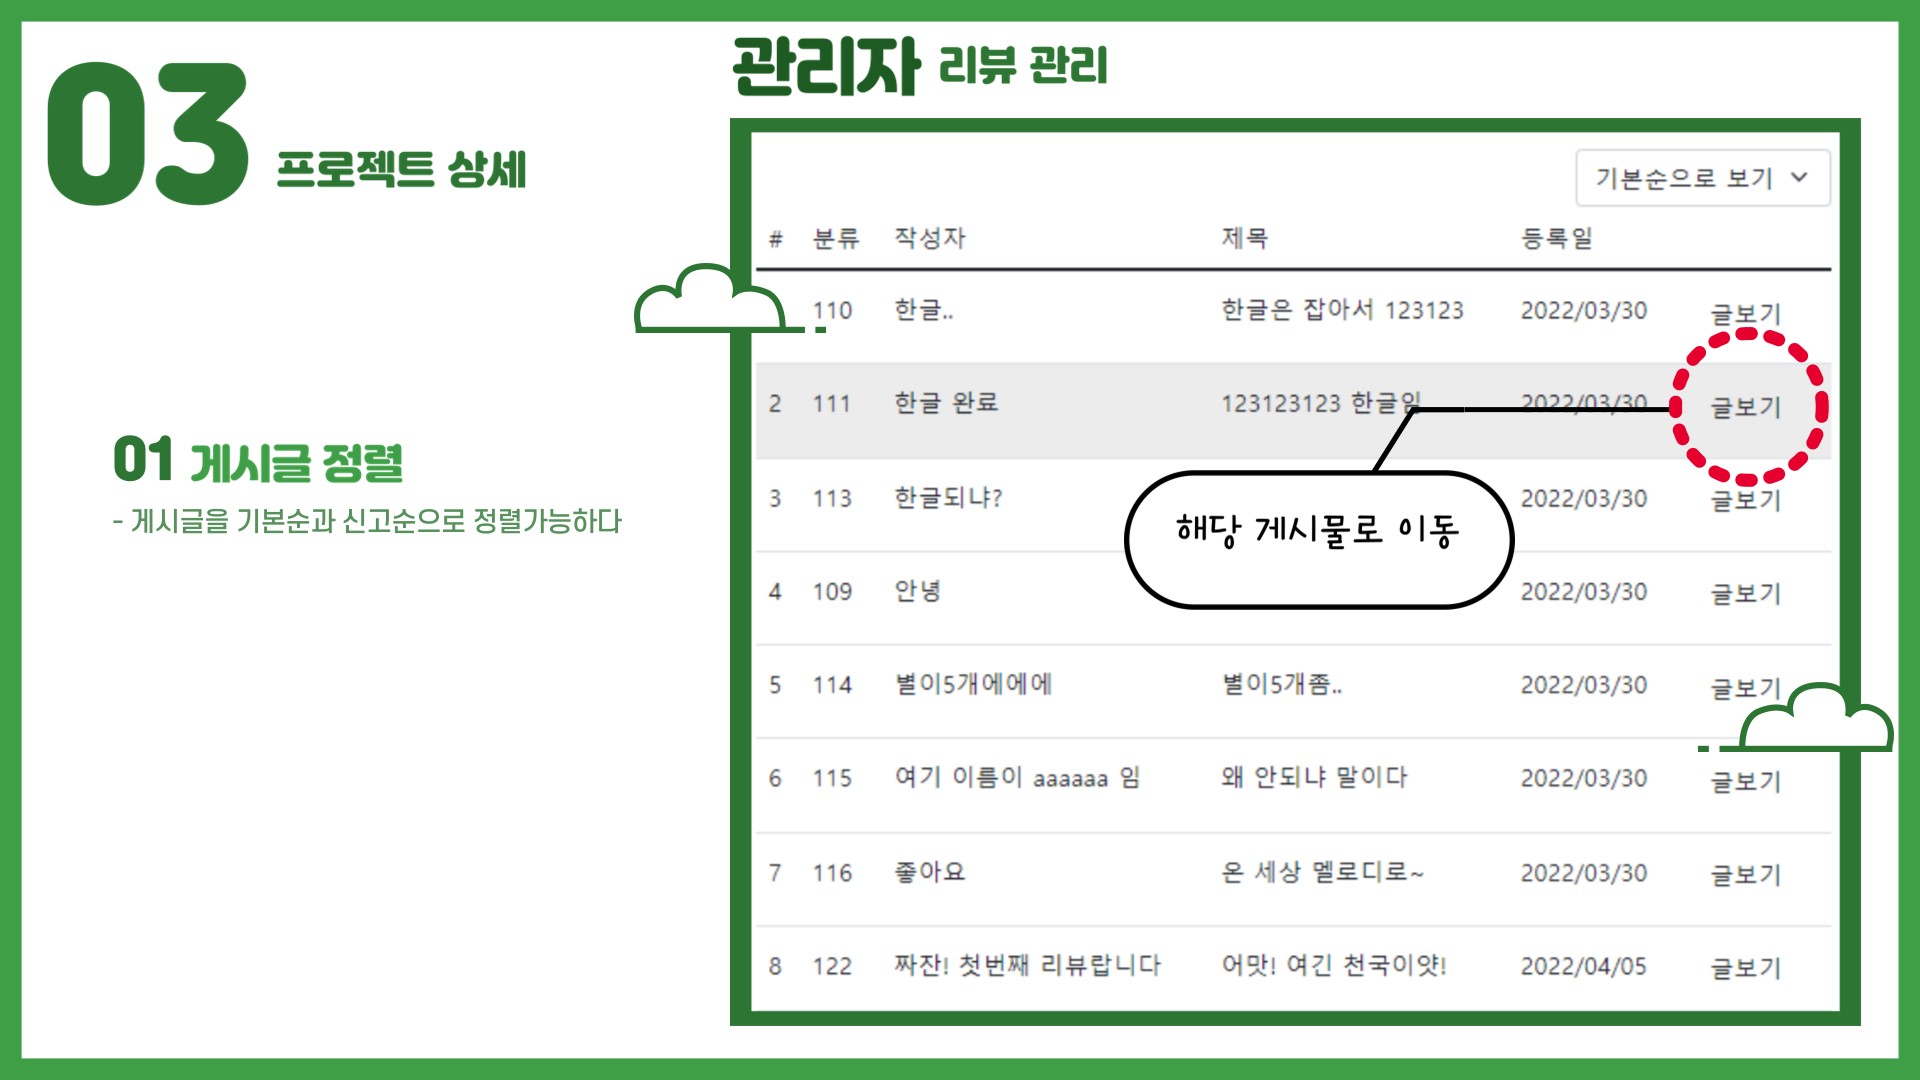 03 프로젝트 상세
관리자 리뷰 관리
01 게시글 정렬
- 게시글을 기본순과 신고순으로 정렬가능하다
기본순으로 보기
# 분류 작성자 제목 등록일
110 한글.. 한글은 잡아서 123123 2022/03/30 글보기
2 111 한글 완료 123123123 한글임 2022/03/30 글보기
3 113 한글되냐? 2022/03/30 글보기
해당 게시물로 이동
4 109 안녕 2022/03/30 글보기
5 114 별이5개에에에 별이5개좀.. 2022/03/30 글보기
6 115 여기 이름이 aaaaaa 임 왜 안되냐 말이다 2022/03/30 글보기
7 116 좋아요 온 세상 멜로디로~ 2022/03/30 글보기
8 122 짜잔! 첫번째 리뷰랍니다 어맛! 여긴 천국이얏! 2022/04/05 글보기